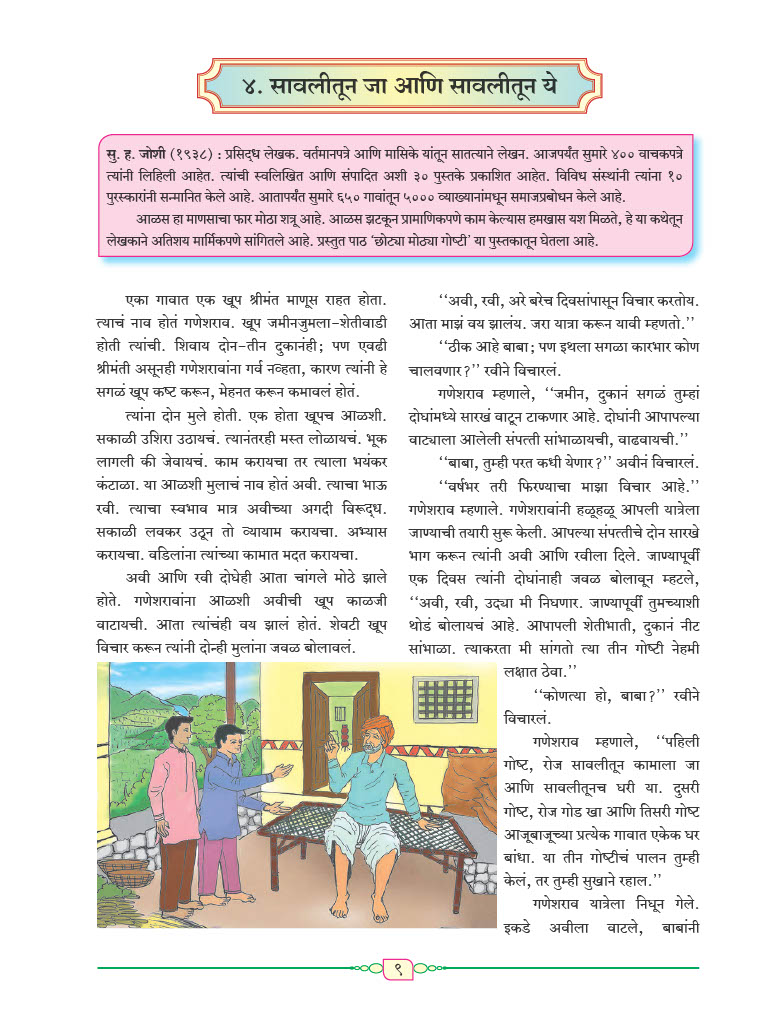 ४. सावलीतून जा आणि सावलीतून ये
सु. ह. जोशी (१९३८) : प्रसिद्ध लेखक. वर्तमानपत्रे आणि मासिके यांतून सातत्याने लेखन. आजपर्यंत सुमारे ४०० वाचकपत्रे
त्यांनी लिहिली आहेत. त्यांची स्वलिखित आणि संपादित अशी ३० पुस्तके प्रकाशित आहेत. विविध संस्थांनी त्यांना १०
पुरस्कारांनी सन्मानित केले आहे. आतापर्यंत सुमारे ६५० गावांतून ५००० व्याख्यानांमधून समाजप्रबोधन केले आहे.
आळस हा माणसाचा फार मोठा शत्रू आहे. आळस झटकून प्रामाणिकपणे काम केल्यास हमखास यश मिळते, हे या कथेतून
लेखकाने अतिशय मार्मिकपणे सांगितले आहे. प्रस्तुत पाठ ‘छोट्या मोठ्या गोष्टी’ या पुस्तकातून घेतला आहे.
एका गावात एक खूप श्रीमंत माणूस राहत होता.
त्याचं नाव होतं गणेशराव. खूप जमीनजुमला-शेतीवाडी
होती त्यांची. शिवाय दोन-तीन दुकानंही; पण एवढी
श्रीमंती असूनही गणेशरावांना गर्व नव्हता, कारण त्यांनी हे
सगळं खूप कष्ट करून, मेहनत करून कमावलं होतं.
त्यांना दोन मुले होती. एक होता खूपच आळशी.
सकाळी उशिरा उठायचं. त्यानंतरही मस्त लोळायचं. भूक
लागली की जेवायचं. काम करायचा तर त्याला भयंकर
कंटाळा. या आळशी मुलाचं नाव होतं अवी. त्याचा भाऊ
रवी. त्याचा स्वभाव मात्र अवीच्या अगदी विरूद्ध.
सकाळी लवकर उठून तो व्यायाम करायचा. अभ्यास
करायचा. वडिलांना त्यांच्या कामात मदत करायचा.
अवी आणि रवी दोघेही आता चांगले मोठे झाले
होते. गणेशरावांना आळशी अवीची खूप काळजी
वाटायची. आता त्यांचंही वय झालं होतं. शेवटी खूप
विचार करून त्यांनी दोन्ही मुलांना जवळ बोलावलं.
‘‘अवी, रवी, अरे बरेच दिवसांपासून विचार करतोय.
आता माझं वय झालंय. जरा यात्रा करून यावी म्हणतो.’’
‘‘ठीक आहे बाबा; पण इथला सगळा कारभार कोण
चालवणार?’’ रवीने विचारलं.
गणेशराव म्हणाले, ‘‘जमीन, दुकानं सगळं तुम्हां
दोघांमध्ये सारखं वाटून टाकणार आहे. दोघांनी आपापल्या
वाट्याला आलेली संपत्ती सांभाळायची, वाढवायची.’’
‘‘बाबा, तुम्ही परत कधी येणार?’’ अवीनं विचारलं.
‘‘वर्षभर तरी फिरण्याचा माझा विचार आहे.’’
गणेशराव म्हणाले. गणेशरावांनी हळूहळू आपली यात्रेला
जाण्याची तयारी सुरू केली. आपल्या संपत्तीचे दोन सारखे
भाग करून त्यांनी अवी आणि रवीला दिले. जाण्यापूर्वी
एक दिवस त्यांनी दोघांनाही जवळ बोलावून म्हटले,
‘‘अवी, रवी, उद्या मी निघणार. जाण्यापूर्वी तुमच्याशी
थोडं बोलायचं आहे. आपापली शेतीभाती, दुकानं नीट
सांभाळा. त्याकरता मी सांगतो त्या तीन गोष्टी नेहमी
लक्षात ठेवा.’’
‘‘कोणत्या हो, बाबा?’’ रवीने
विचारलं.
गणेशराव म्हणाले, ‘‘पहिली
गोष्ट, रोज सावलीतून कामाला जा
आणि सावलीतूनच घरी या. दुसरी
गोष्ट, रोज गोड खा आणि तिसरी गोष्ट
आजूबाजूच्या प्रत्येक गावात एकेक घर
बांधा. या तीन गोष्टीचं पालन तुम्ही
केलं, तर तुम्ही सुखाने रहाल.’’
गणेशराव यात्रेला निघून गेले.
इकडे अवीला वाटले, बाबांनी
९